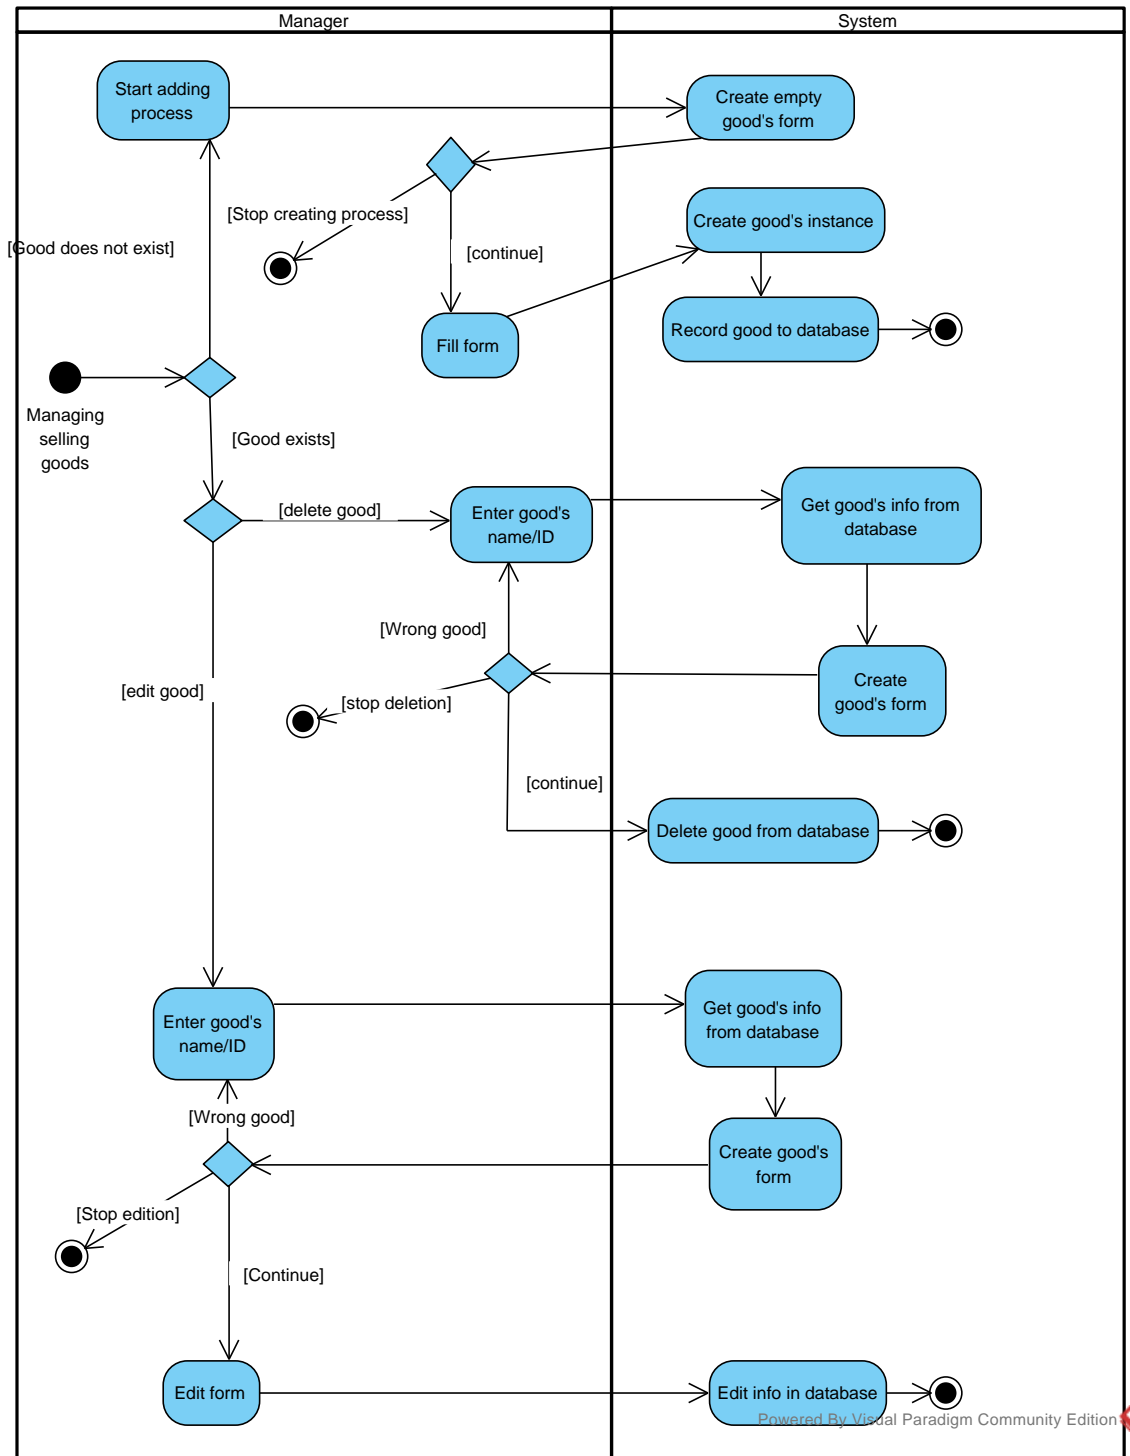 Manager
System
Start adding
process
Create empty
good's form
[Stop creating process]
Create good's instance
[Good does not exist]
[continue]
Fill form
Record good to database
Managing
selling
goods
[Good exists]
[delete good]
Enter good's
name/ID
Get good's info from
database
[Wrong good]
[edit good]
[stop deletion]
Create
good's form
[continue]
Delete good from database
Enter good's
name/ID
Get good's info
from database
[Wrong good]
Create good's
form
[Stop edition]
[Continue]
Edit form
Edit info in database
Powered By Visual Paradigm Community Edition